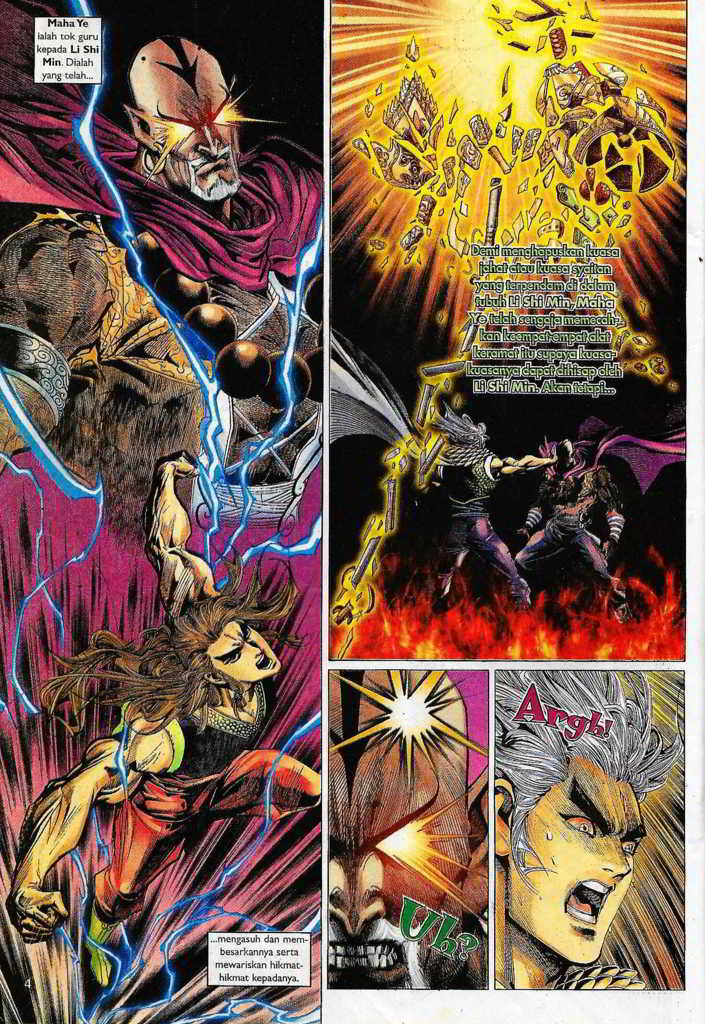 Maha Ye
ialah tok guru
kepada Li Shi
Min. Dialah
yang telah...
...mengasuh dan mem-
besarkannya serta
mewariskan hikmat-
hikmat kepadanya.
4
Demi menghapuskan kuasa
jahat atau kuasa syaitan
yang terpendam di dalam
tubuh Li Shi Min, Maha
Ye telah sengaja memecah-
kan keempat-empat alat
keramat itu supaya kuasa-
kuasanya dapat dihisap oleh
Li Shi Min. Akan tetapi...
Uh?
Argh!